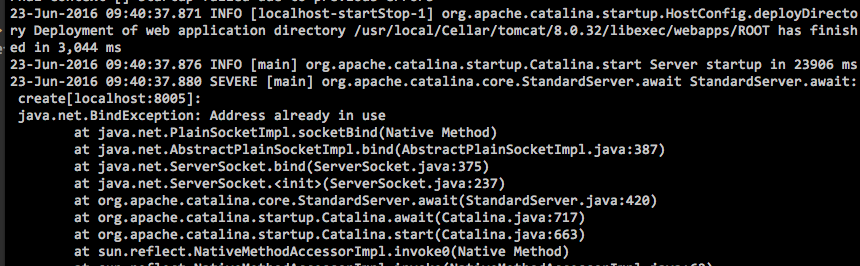 23-Jun-2016 09:40:37.871 INFO [localhost-startStop-1] org.apache.catalina.startup.HostConfig.deployDirecto
ry Deployment of web application directory /usr/local/Cellar/tomcat/8.0.32/libexec/webapps/ROOT has finish
ed in 3,044 ms
23-Jun-2016 09:40:37.876 INFO [main] org.apache.catalina.startup.Catalina.start Server startup in 23906 ms
23-Jun-2016 09:40:37.880 SEVERE [main] org.apache.catalina.core.StandardServer.await StandardServer.await:
create[localhost:8005]:
java.net.BindException: Address already in use
at java.net.PlainSocketImpl.socketBind(Native Method)
at java.net.AbstractPlainSocketImpl.bind(AbstractPlainSocketImpl.java:387)
at java.net.ServerSocket.bind(ServerSocket.java:375)
at java.net.ServerSocket.<init>(ServerSocket.java:237)
at org.apache.catalina.core.StandardServer.await(StandardServer.java:420)
at org.apache.catalina.startup.Catalina.await(Catalina.java:717)
at org.apache.catalina.startup.Catalina.start(Catalina.java:663)
at sun.reflect.NativeMethodAccessorImpl.invoke0(Native Method)